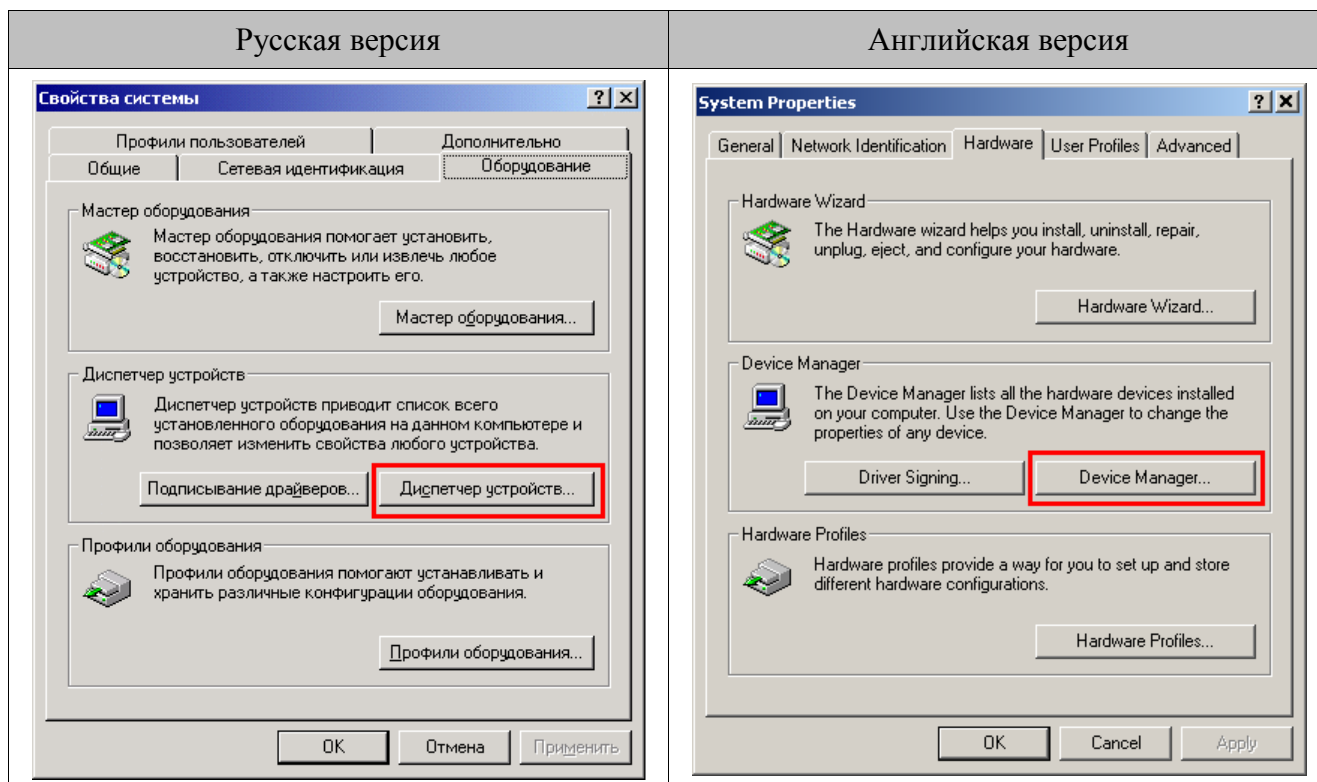 Русская версия
Английская версия
Свойства системы
Профили пользователей
Дополнительно
Общие
Сетевая идентификация
Оборудование
Мастер оборудования
Мастер оборудования помогает установить,
восстановить, отключить или извлечь любое
устройство, а также настроить его.
Мастер оборудования...
Диспетчер устройств
Диспетчер устройств приводит список всего
установленного оборудования на данном компьютере и
позволяет изменить свойства любого устройства.
Подписывание драйверов...
Диспетчер устройств...
Профили оборудования
Профили оборудования помогают устанавливать и
хранить различные конфигурации оборудования.
Профили оборудования...
OK
Отмена
Применить
System Properties
General
Network Identification
Hardware
User Profiles
Advanced
Hardware Wizard
The Hardware wizard helps you install, uninstall, repair,
unplug, eject, and configure your hardware.
Hardware Wizard...
Device Manager
The Device Manager lists all the hardware devices installed
on your computer. Use the Device Manager to change the
properties of any device.
Driver Signing...
Device Manager...
Hardware Profiles
Hardware profiles provide a way for you to set up and store
different hardware configurations.
Hardware Profiles...
OK
Cancel
Apply